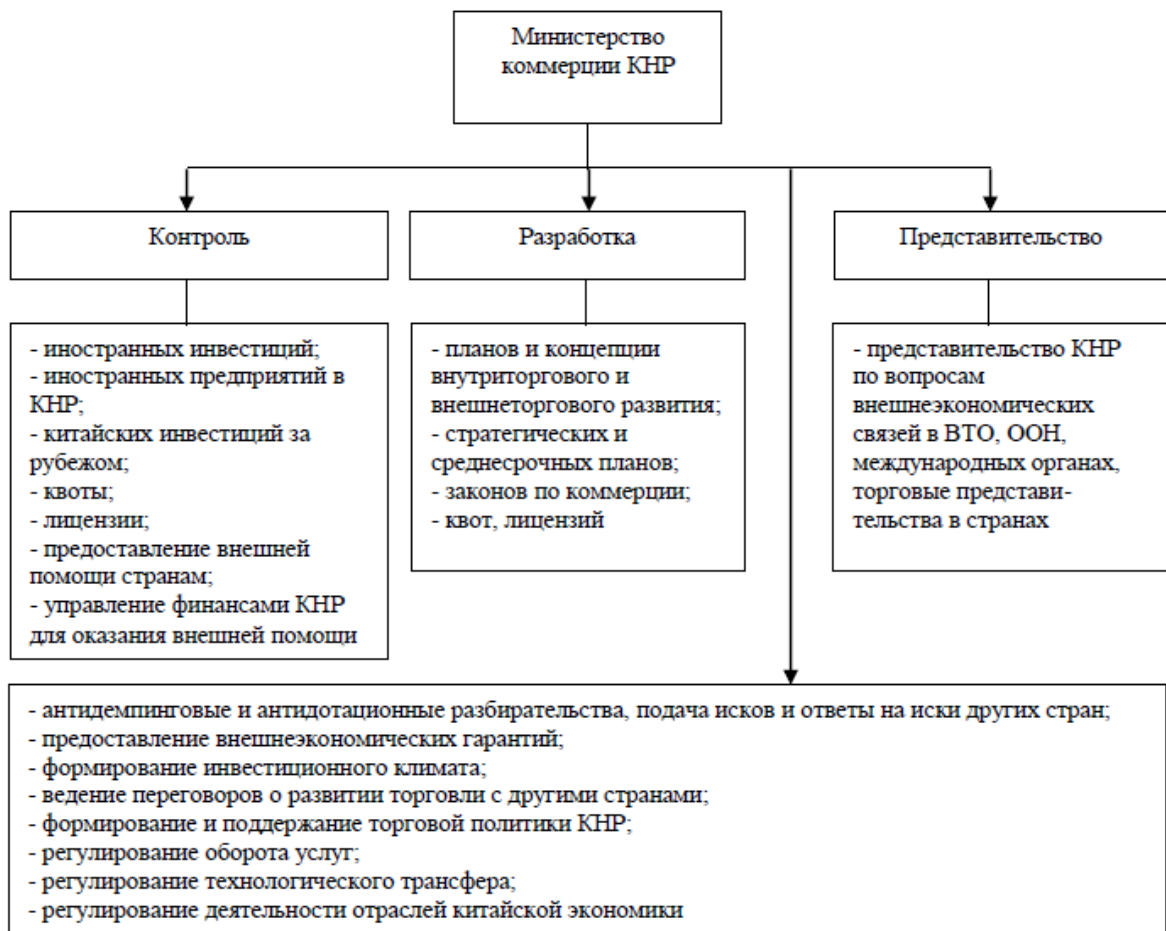 Министерство
коммерции КНР
Контроль
Разработка
Представительство
- иностранных инвестиций;
- иностранных предприятий в
КНР;
- китайских инвестиций за
рубежом;
- квоты;
- лицензии;
- предоставление внешней
помощи странам;
- управление финансами КНР
для оказания внешней помощи
- планов и концепции
внутриторгового и
внешнеторгового развития;
- стратегических и
среднесрочных планов;
- законов по коммерции;
- квот, лицензий
- представительство КНР
по вопросам
внешнеэкономических
связей в ВТО, ООН,
международных органах,
торговые представи-
тельства в странах
- антидемпинговые и антидотационные разбирательства, подача исков и ответы на иски других стран;
- предоставление внешнеэкономических гарантий;
- формирование инвестиционного климата;
- ведение переговоров о развитии торговли с другими странами;
- формирование и поддержание торговой политики КНР;
- регулирование оборота услуг;
- регулирование технологического трансфера;
- регулирование деятельности отраслей китайской экономики